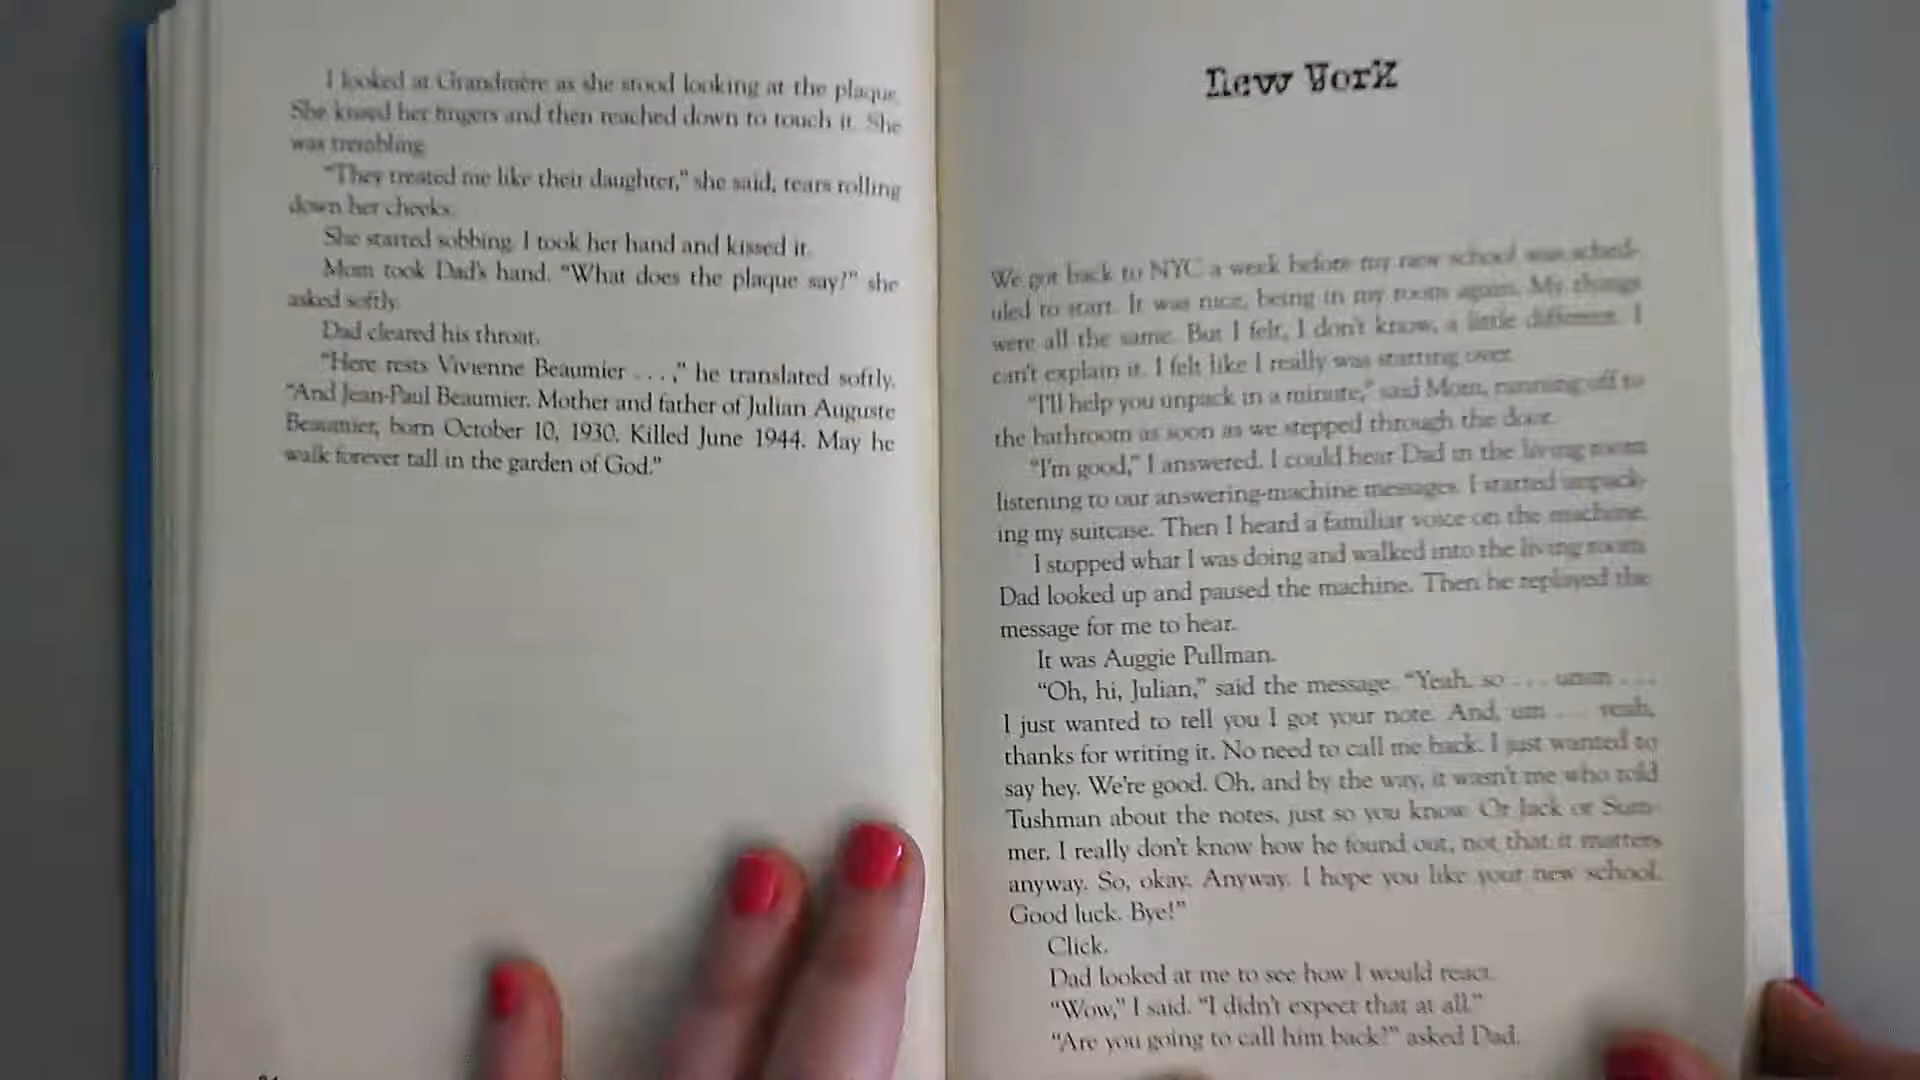 I looked at Grandmère as she stood looking at the plaque.
She kissed her fingers and then reached down to touch it. She
was trembling.
"They treated me like their daughter," she said, tears rolling
down her cheeks.
She started sobbing. I took her hand and kissed it.
Mom took Dad's hand. "What does the plaque say?" she
asked softly.
Dad cleared his throat.
"Here rests Vivienne Beaumier . . . ," he translated softly.
"And Jean-Paul Beaumier. Mother and father of Julian Auguste
Beaumier, born October 10, 1930. Killed June 1944. May he
walk forever tall in the garden of God."
New York
We got back to NYC a week before my new school was sched-
uled to start. It was nice, being in my room again. My things
were all the same. But I felt, I don't know, a little different. I
can't explain it. I felt like I really was starting over.
"I'll help you unpack in a minute," said Mom, running off to
the bathroom as soon as we stepped through the door.
"I'm good," I answered. I could hear Dad in the living room
listening to our answering-machine messages. I started unpack-
ing my suitcase. Then I heard a familiar voice on the machine.
I stopped what I was doing and walked into the living room.
Dad looked up and paused the machine. Then he replayed the
message for me to hear.
It was Auggie Pullman.
"Oh, hi, Julian," said the message. "Yeah, so . . . umm . . .
I just wanted to tell you I got your note. And, um . . . yeah,
thanks for writing it. No need to call me back. I just wanted to
say hey. We're good. Oh, and by the way, it wasn't me who told
Tushman about the notes, just so you know. Or Jack or Sum-
mer. I really don't know how he found out, not that it matters
anyway. So, okay. Anyway. I hope you like your new school.
Good luck. Bye!"
Click.
Dad looked at me to see how I would react.
"Wow," I said. "I didn't expect that at all."
"Are you going to call him back?" asked Dad.